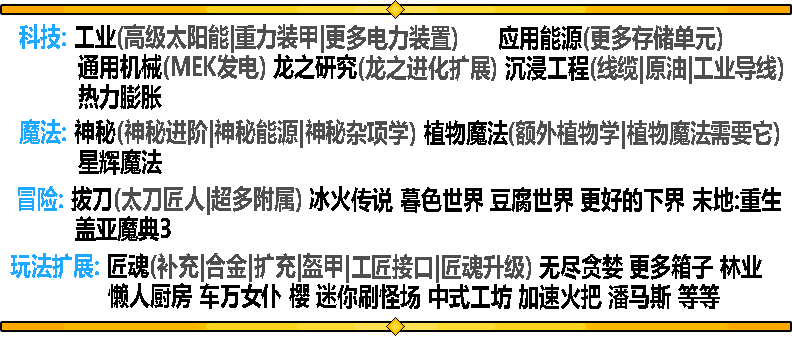 科技: 工业(高级太阳能|重力装甲|更多电力装置) 应用能源(更多存储单元)
通用机械(MEK发电) 龙之研究(龙之进化扩展) 沉浸工程(线缆|原油|工业导线)
热力膨胀
魔法: 神秘(神秘进阶|神秘能源|神秘杂项学) 植物魔法(额外植物学|植物魔法需要它)
星辉魔法
冒险: 拔刀(太刀匠人|超多附属) 冰火传说 暮色世界 豆腐世界 更好的下界 末地:重生
盖亚魔典3
玩法扩展: 匠魂(补充|合金|扩充|盔甲|工匠接口|匠魂升级) 无尽贪婪 更多箱子 林业
懒人厨房 车万女仆 樱 迷你刷怪场 中式工坊 加速火把 潘马斯 等等